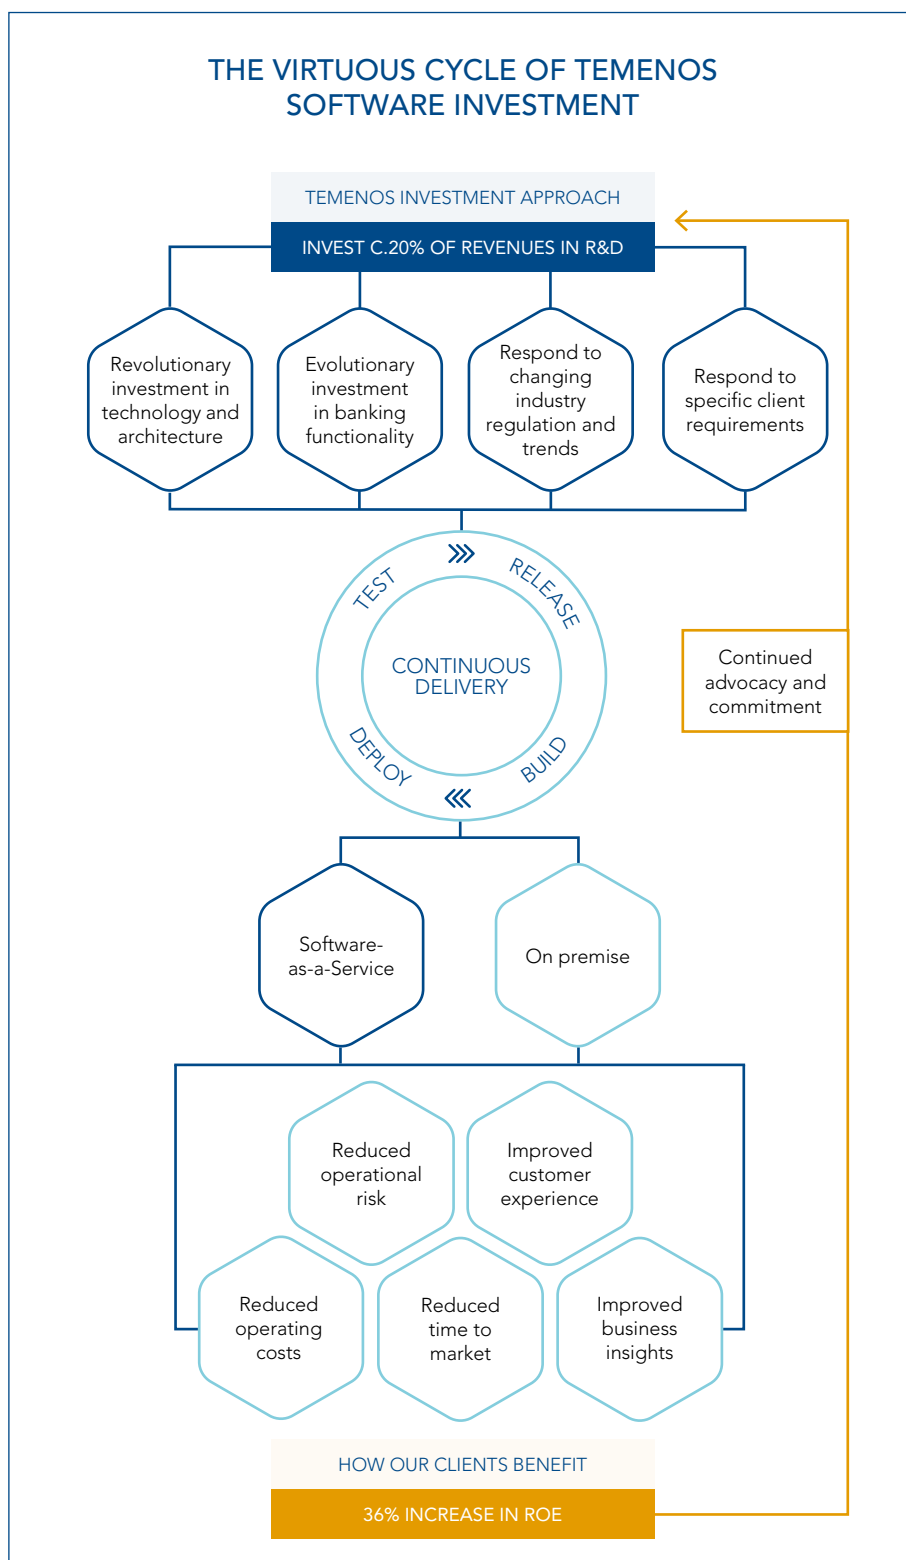 THE VIRTUOUS CYCLE OF TEMENOS
SOFTWARE INVESTMENT
TEMENOS INVESTMENT APPROACH
INVEST C.20% OF REVENUES IN R&D
Revolutionary
investment in
technology and
architecture
Evolutionary
investment
in banking
functionality
Respond to
changing
industry
regulation and
trends
Respond to
specific client
requirements
TEST
RELEASE
CONTINUOUS
DELIVERY
DEPLOY
BUILD
Continued
advocacy and
commitment
Software-
as-a-Service
On premise
Reduced
operational
risk
Improved
customer
experience
Reduced
operating
costs
Reduced
time to
market
Improved
business
insights
HOW OUR CLIENTS BENEFIT
36% INCREASE IN ROE